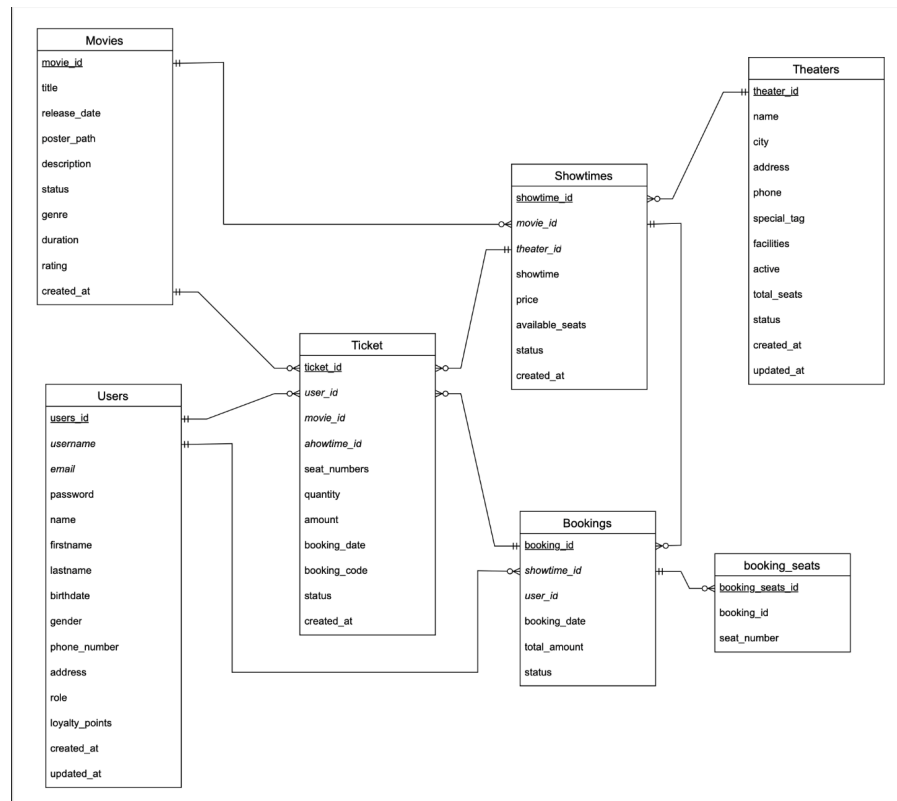 Movies
movie_id
title
release_date
poster_path
description
status
genre
duration
rating
created_at
Theaters
theater_id
name
city
address
phone
special_tag
facilities
active
total_seats
status
created_at
updated_at
Showtimes
showtime_id
movie_id
theater_id
showtime
price
available_seats
status
created_at
Ticket
ticket_id
user_id
movie_id
ahowtime_id
seat_numbers
quantity
amount
booking_date
booking_code
status
created_at
Users
users_id
username
email
password
name
firstname
lastname
birthdate
gender
phone_number
address
role
loyalty_points
created_at
updated_at
Bookings
booking_id
showtime_id
user_id
booking_date
total_amount
status
booking_seats
booking_seats_id
booking_id
seat_number